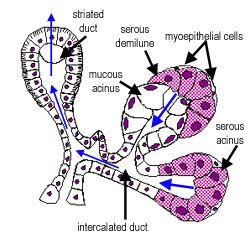 striated
duct
serous
demilune
myoepithelial cells
mucous
acinus
serous
acinus
intercalated duct